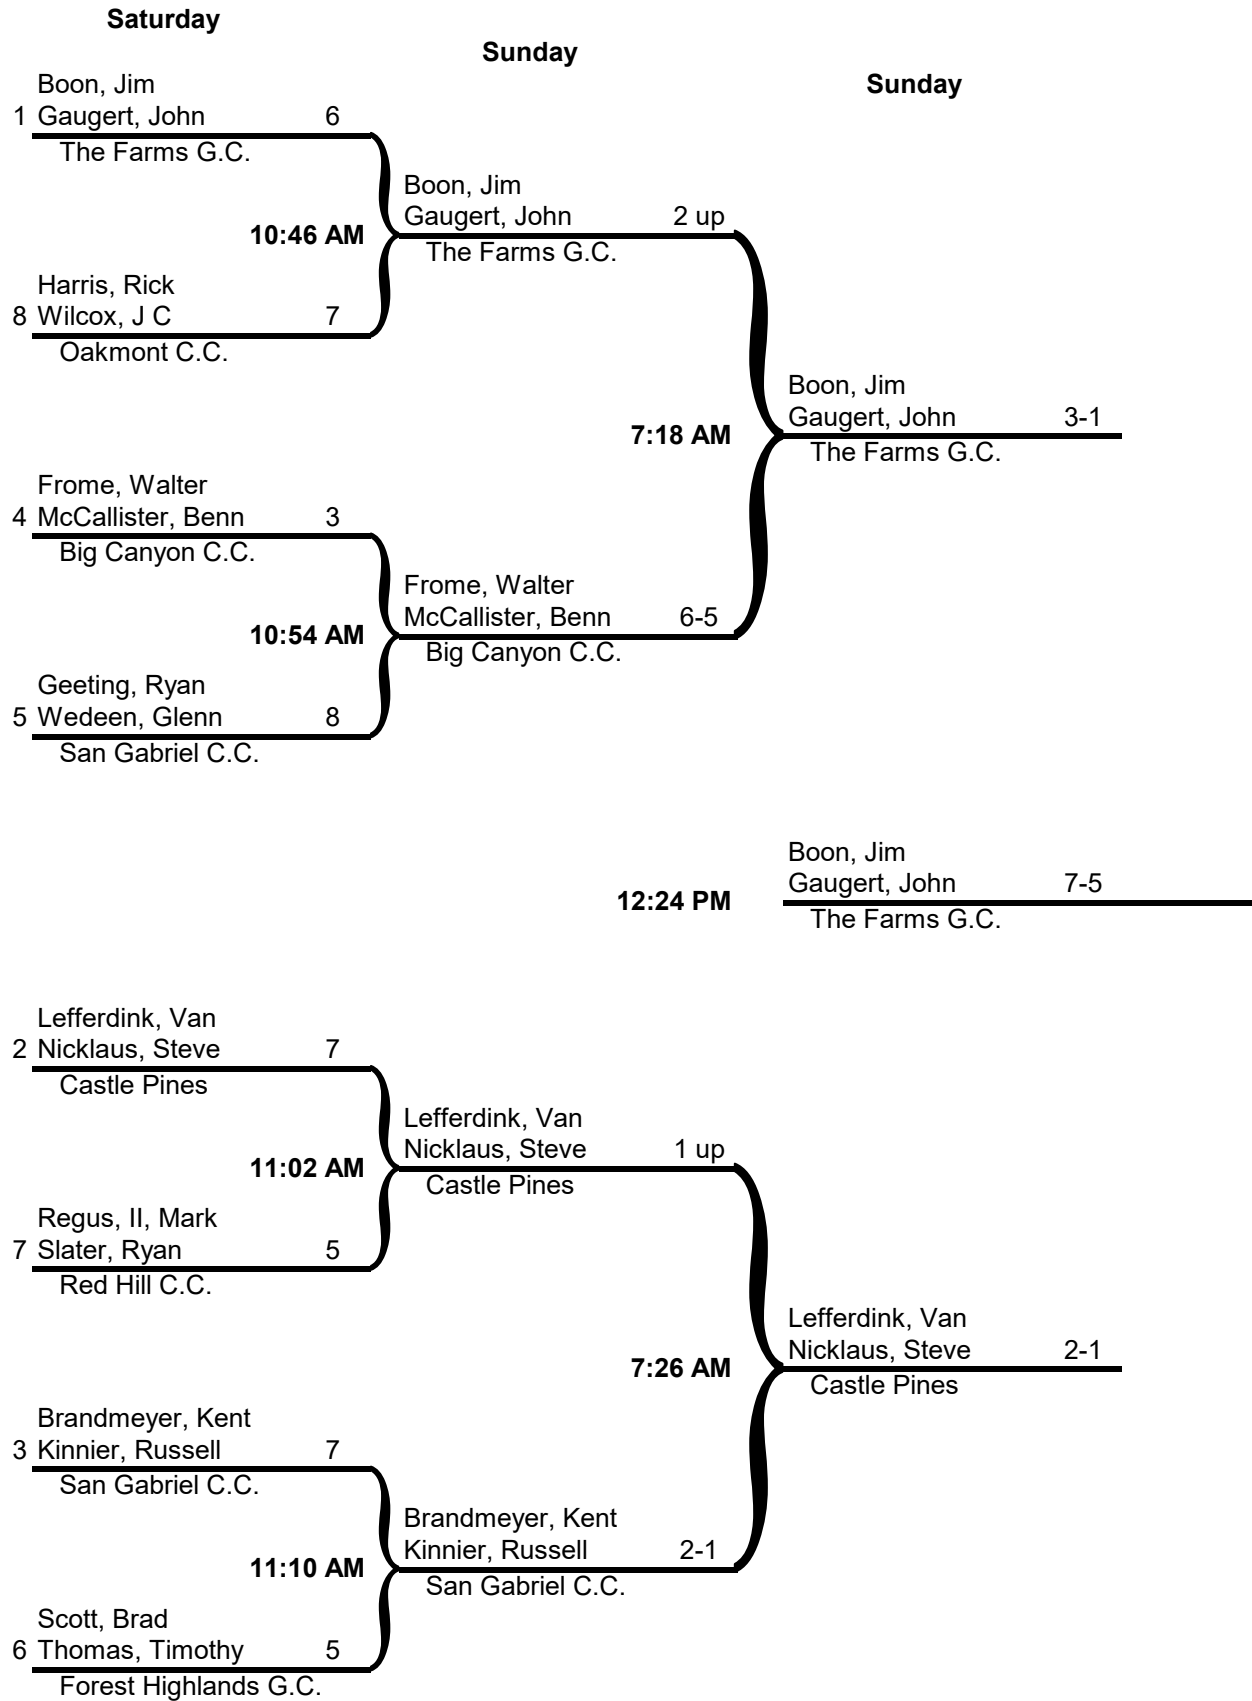 Saturday
Sunday
Sunday
Boon, Jim
1 Gaugert, John 6
The Farms G.C.
Boon, Jim
Gaugert, John 2 up
10:46 AM
The Farms G.C.
Harris, Rick
8 Wilcox, J C 7
Oakmont C.C.
Boon, Jim
Gaugert, John 3-1
7:18 AM
The Farms G.C.
Frome, Walter
4 McCallister, Benn 3
Big Canyon C.C.
Frome, Walter
McCallister, Benn 6-5
10:54 AM
Big Canyon C.C.
Geeting, Ryan
5 Wedeen, Glenn 8
San Gabriel C.C.
Boon, Jim
Gaugert, John 7-5
12:24 PM
The Farms G.C.
Lefferdink, Van
2 Nicklaus, Steve 7
Castle Pines
Lefferdink, Van
Nicklaus, Steve 1 up
11:02 AM
Castle Pines
Regus, II, Mark
7 Slater, Ryan 5
Red Hill C.C.
Lefferdink, Van
Nicklaus, Steve 2-1
7:26 AM
Castle Pines
Brandmeyer, Kent
3 Kinnier, Russell 7
San Gabriel C.C.
Brandmeyer, Kent
Kinnier, Russell 2-1
11:10 AM
San Gabriel C.C.
Scott, Brad
6 Thomas, Timothy 5
Forest Highlands G.C.